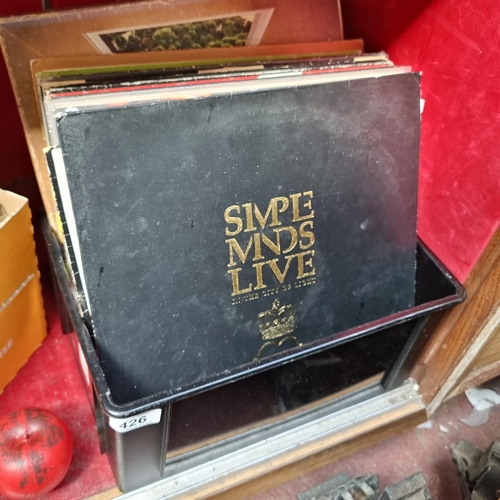 SIMPLE
MINDS
LIVE
IN THE CITY OF LIGHT
426